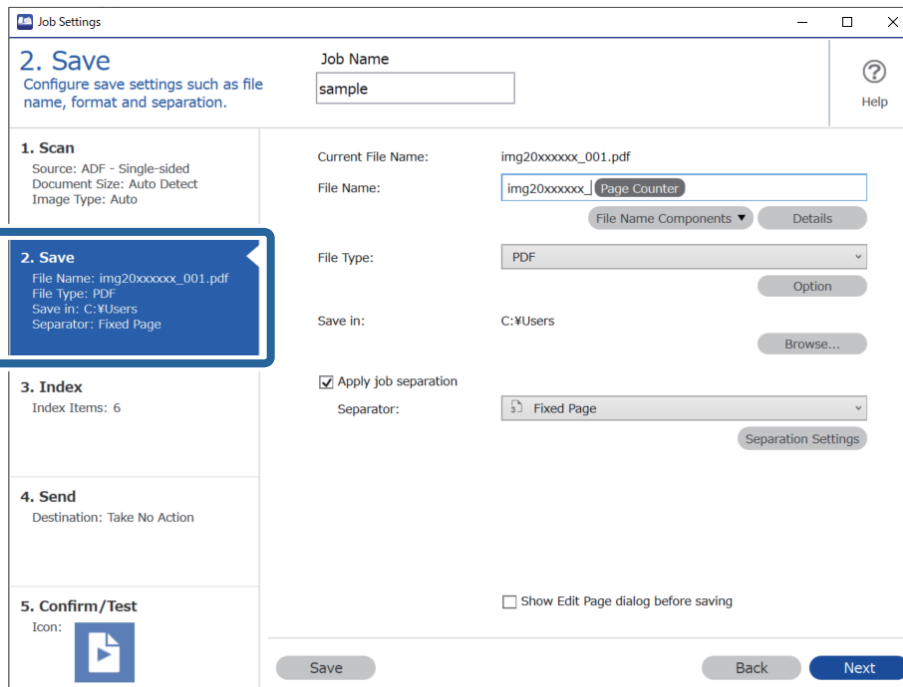 Job Settings
2. Save
Configure save settings such as file
name, format and separation.
Job Name
sample
Help
1. Scan
Source: ADF - Single-sided
Document Size: Auto Detect
Image Type: Auto
2. Save
File Name: img20xxxxxx_001.pdf
File Type: PDF
Save in: C:¥Users
Separator: Fixed Page
3. Index
Index Items: 6
4. Send
Destination: Take No Action
5. Confirm/Test
Icon:
Current File Name: img20xxxxxx_001.pdf
File Name: img20xxxxxx_ Page Counter
File Name Components ▼ Details
File Type: PDF
Option
Save in: C:¥Users
Browse...
Apply job separation
Separator: 3 Fixed Page
Separation Settings
Show Edit Page dialog before saving
Save Back Next